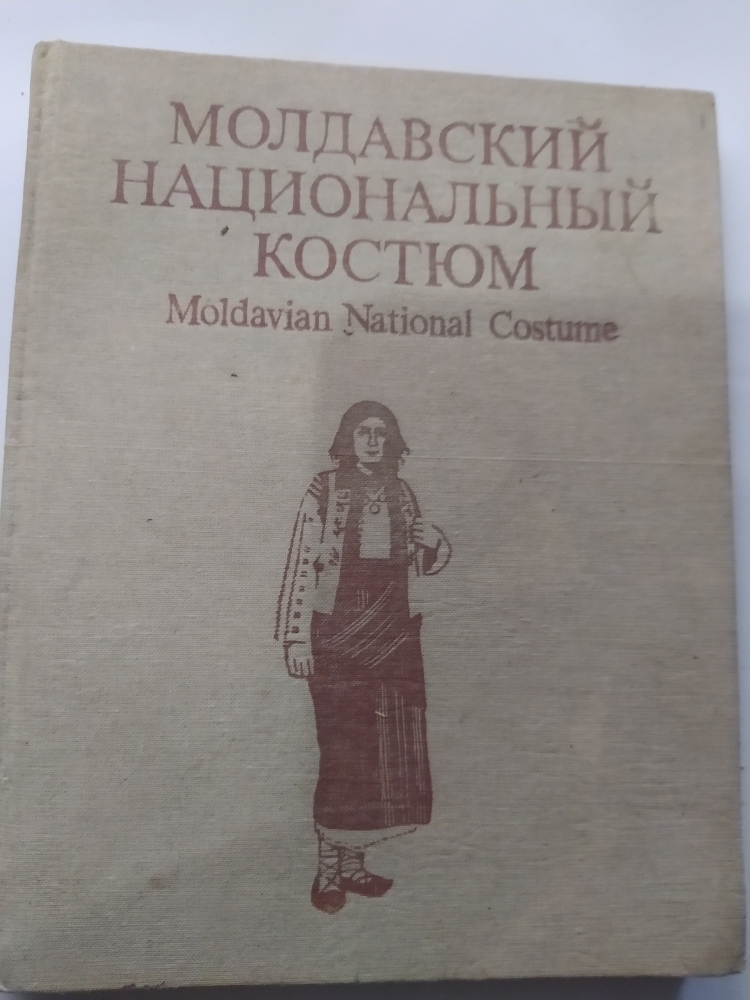 МОЛДАВСКИЙ
НАЦИОНАЛЬНЫЙ
КОСТЮМ
Moldavian National Costume